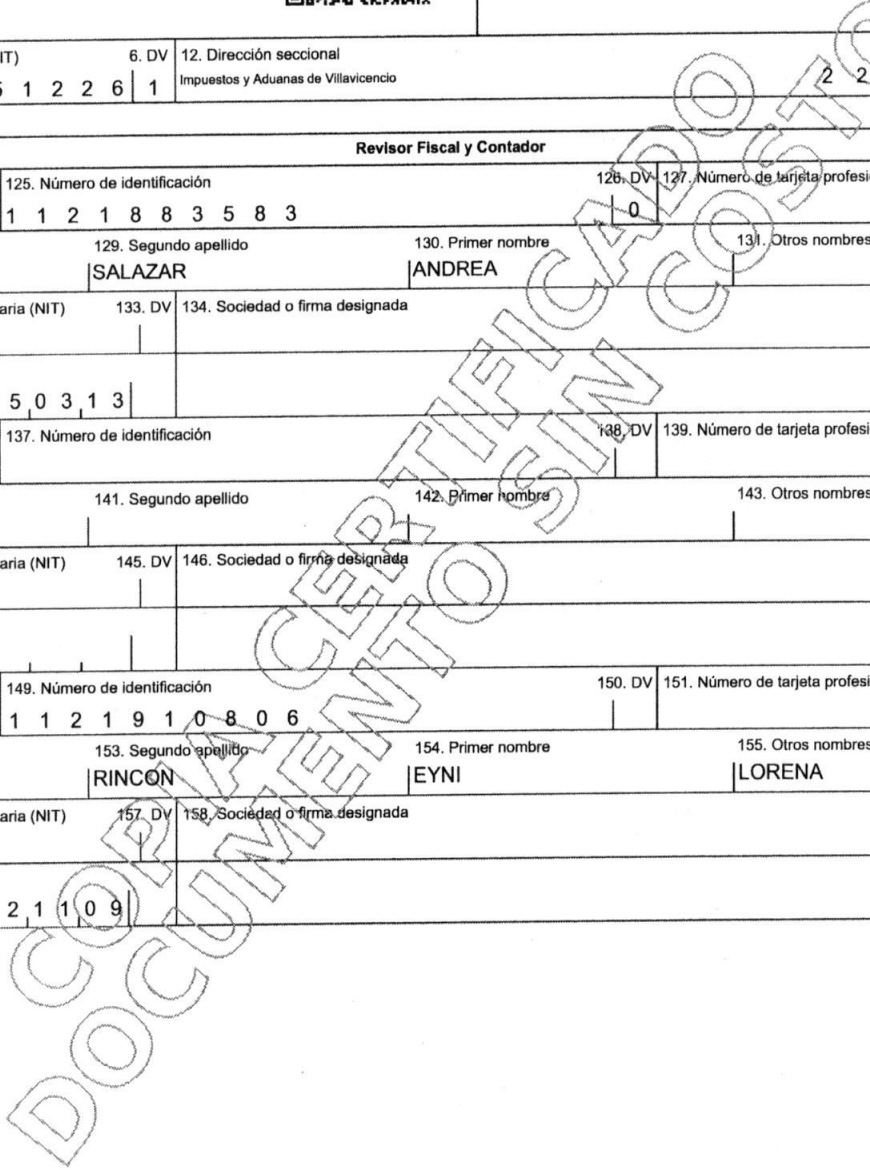 IT) 6. DV 12. Dirección seccional
1 2 2 6 1 Impuestos y Aduanas de Villavicencio 2 2
Revisor Fiscal y Contador
125. Número de identificación 126. DV 127. Número de tarjeta profesi
1 1 2 1 8 8 3 5 8 3 0
129. Segundo apellido 130. Primer nombre 131. Otros nombres
SALAZAR ANDREA
aria (NIT) 133. DV 134. Sociedad o firma designada
5 0 3 1 3
137. Número de identificación 138. DV 139. Número de tarjeta profesi
141. Segundo apellido 142. Primer nombre 143. Otros nombres
aria (NIT) 145. DV 146. Sociedad o firma designada
149. Número de identificación 150. DV 151. Número de tarjeta profesi
1 1 2 1 9 1 0 8 0 6
153. Segundo apellido 154. Primer nombre 155. Otros nombres
RINCON EYNI LORENA
aria (NIT) 157. DV 158. Sociedad o firma designada
2 1 1 0 9
COPIA CERTIFICADO
DOCUMIENTO SIN COSTO